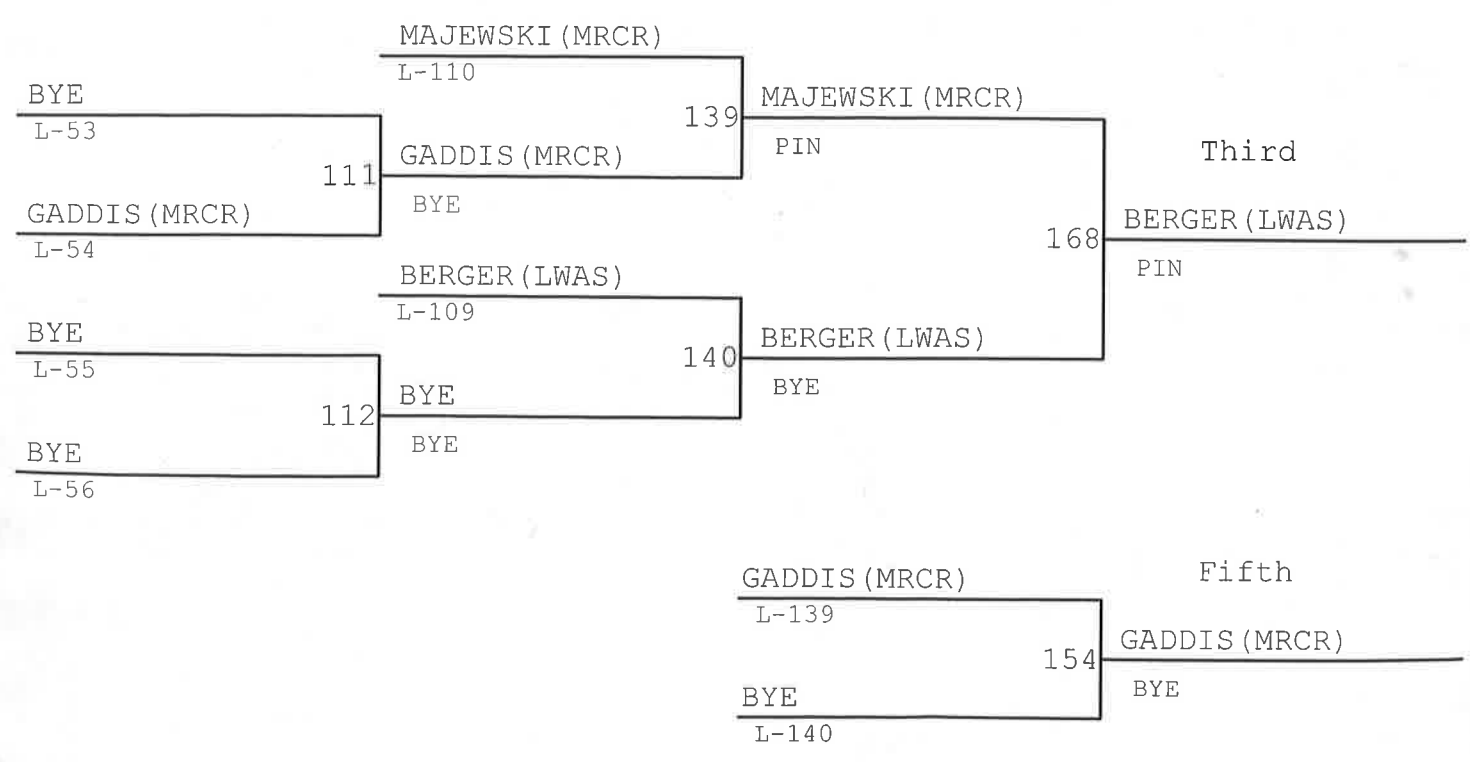 MAJEWSKI(MRCR)
L-110
BYE
L-53
139
MAJEWSKI(MRCR)
PIN
Third
111
GADDIS(MRCR)
BYE
GADDIS(MRCR)
L-54
168
BERGER(LWAS)
PIN
BERGER(LWAS)
L-109
BYE
L-55
140
BERGER(LWAS)
BYE
112
BYE
BYE
BYE
L-56
GADDIS(MRCR)
L-139
Fifth
154
GADDIS(MRCR)
BYE
BYE
L-140